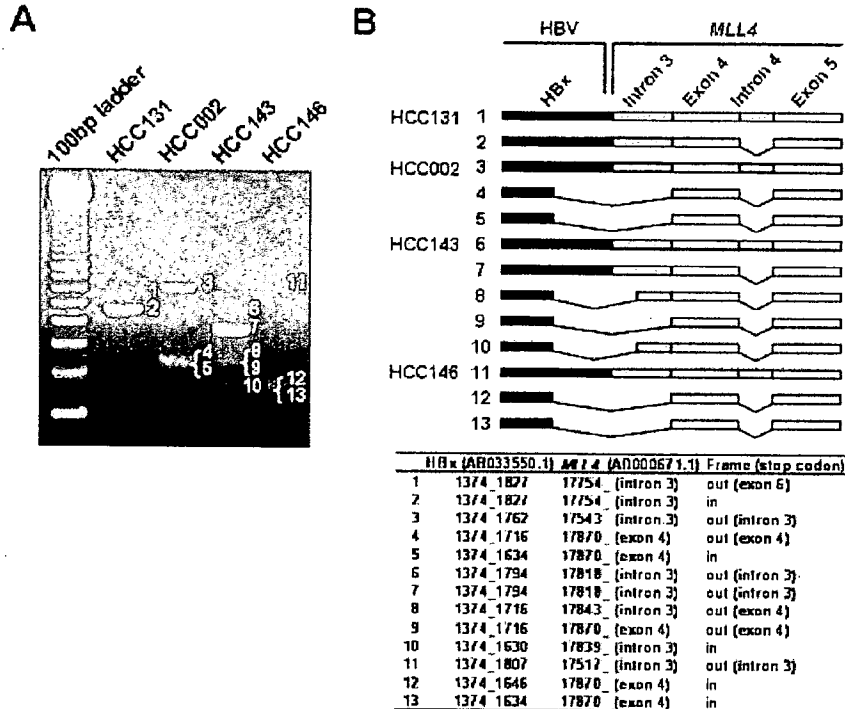 A
100bp ladder
HCC131
HCC002
HCC143
HCC146
1
2
3
4
5
6
7
8
9
10
11
12
13
B
HBV
MLL4
HBx
Intron 3
Exon 4
Intron 4
Exon 5
HCC131 1
2
HCC002 3
4
5
HCC143 6
7
8
9
10
HCC146 11
12
13
HBx (AB033550.1) MLL4 (AD000671.1) Frame (stop codon)
1 1374_1827 17754_ (intron 3) out (exon 6)
2 1374_1827 17754_ (intron 3) in
3 1374_1762 17543_ (intron 3) out (intron 3)
4 1374_1716 17870_ (exon 4) out (exon 4)
5 1374_1634 17870_ (exon 4) in
6 1374_1794 17818_ (intron 3) out (intron 3)
7 1374_1794 17818_ (intron 3) out (intron 3)
8 1374_1716 17843_ (intron 3) out (exon 4)
9 1374_1716 17870_ (exon 4) out (exon 4)
10 1374_1630 17839_ (intron 3) in
11 1374_1807 17517_ (intron 3) out (intron 3)
12 1374_1646 17870_ (exon 4) in
13 1374_1634 17870_ (exon 4) in